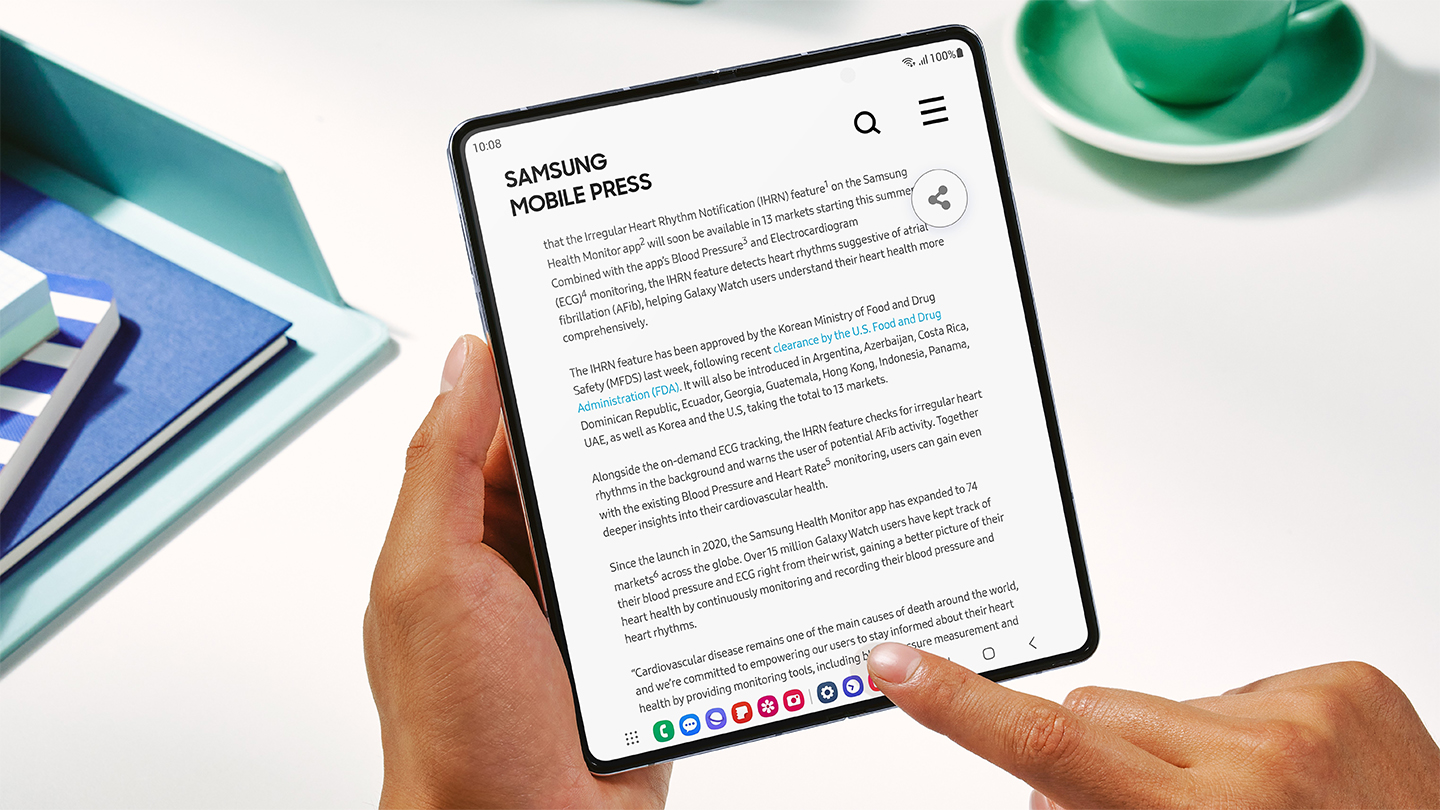 10:08
100%
SAMSUNG
MOBILE PRESS
that the Irregular Heart Rhythm Notification (IHRN) feature1 on the Samsung
Health Monitor app2 will soon be available in 13 markets starting this summer
Combined with the app's Blood Pressure3 and Electrocardiogram
(ECG)4 monitoring, the IHRN feature detects heart rhythms suggestive of atrial
fibrillation (AFib), helping Galaxy Watch users understand their heart health more
comprehensively.
The IHRN feature has been approved by the Korean Ministry of Food and Drug
Safety (MFDS) last week, following recent clearance by the U.S. Food and Drug
Administration (FDA). It will also be introduced in Argentina, Azerbaijan, Costa Rica,
Dominican Republic, Ecuador, Georgia, Guatemala, Hong Kong, Indonesia, Panama,
UAE, as well as Korea and the U.S, taking the total to 13 markets.
Alongside the on-demand ECG tracking, the IHRN feature checks for irregular heart
rhythms in the background and warns the user of potential AFib activity. Together
with the existing Blood Pressure and Heart Rate5 monitoring, users can gain even
deeper insights into their cardiovascular health.
Since the launch in 2020, the Samsung Health Monitor app has expanded to 74
markets6 across the globe. Over 15 million Galaxy Watch users have kept track of
their blood pressure and ECG right from their wrist, gaining a better picture of their
heart health by continuously monitoring and recording their blood pressure and
heart rhythms.
"Cardiovascular disease remains one of the main causes of death around the world,
and we're committed to empowering our users to stay informed about their heart
health by providing monitoring tools, including measurement and